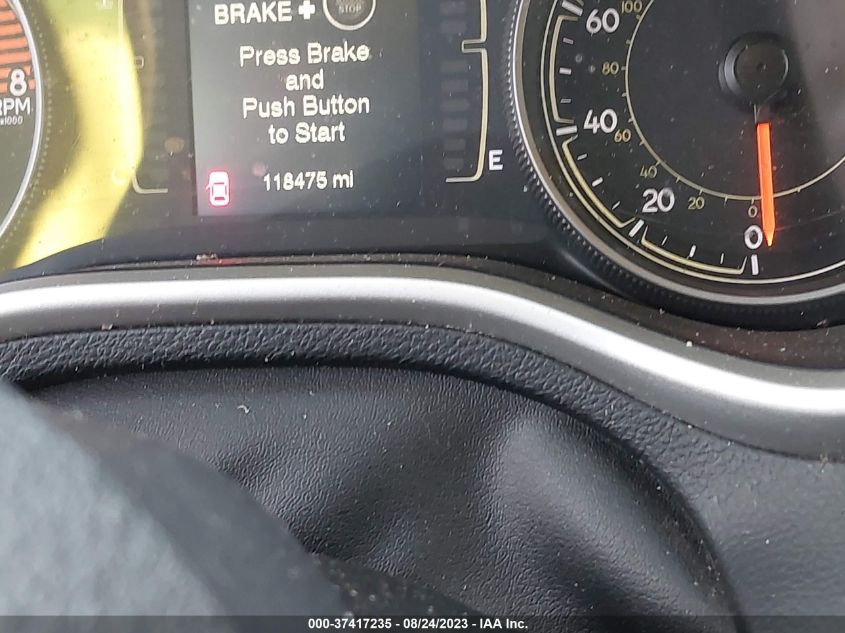 BRAKE + STOP
Press Brake
and
Push Button
to Start
118475 mi
E
8
RPM
x1000
60
100
80
40
60
40
20
20
0
0
000-37417235 - 08/24/2023 - IAA Inc.